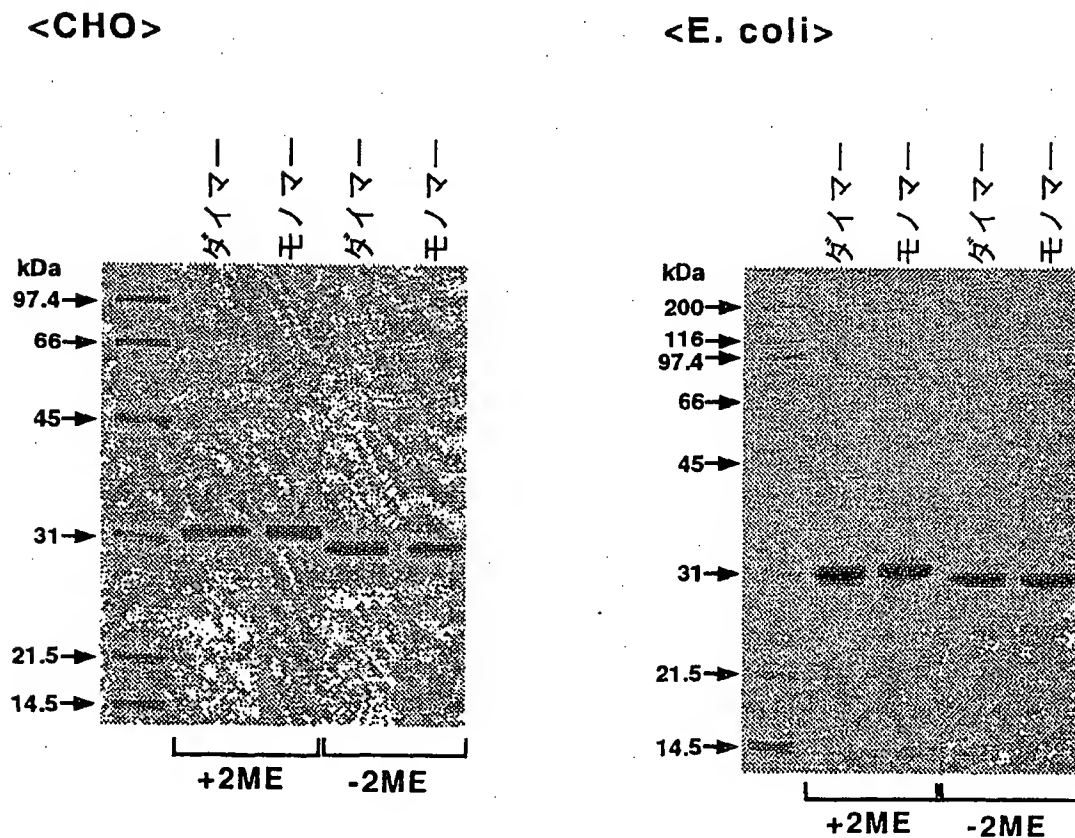 <CHO>
ダイマー
モノマー
ダイマー
モノマー
kDa
97.4
66
45
31
21.5
14.5
+2ME
-2ME
<E. coli>
ダイマー
モノマー
ダイマー
モノマー
kDa
200
116
97.4
66
45
31
21.5
14.5
+2ME
-2ME